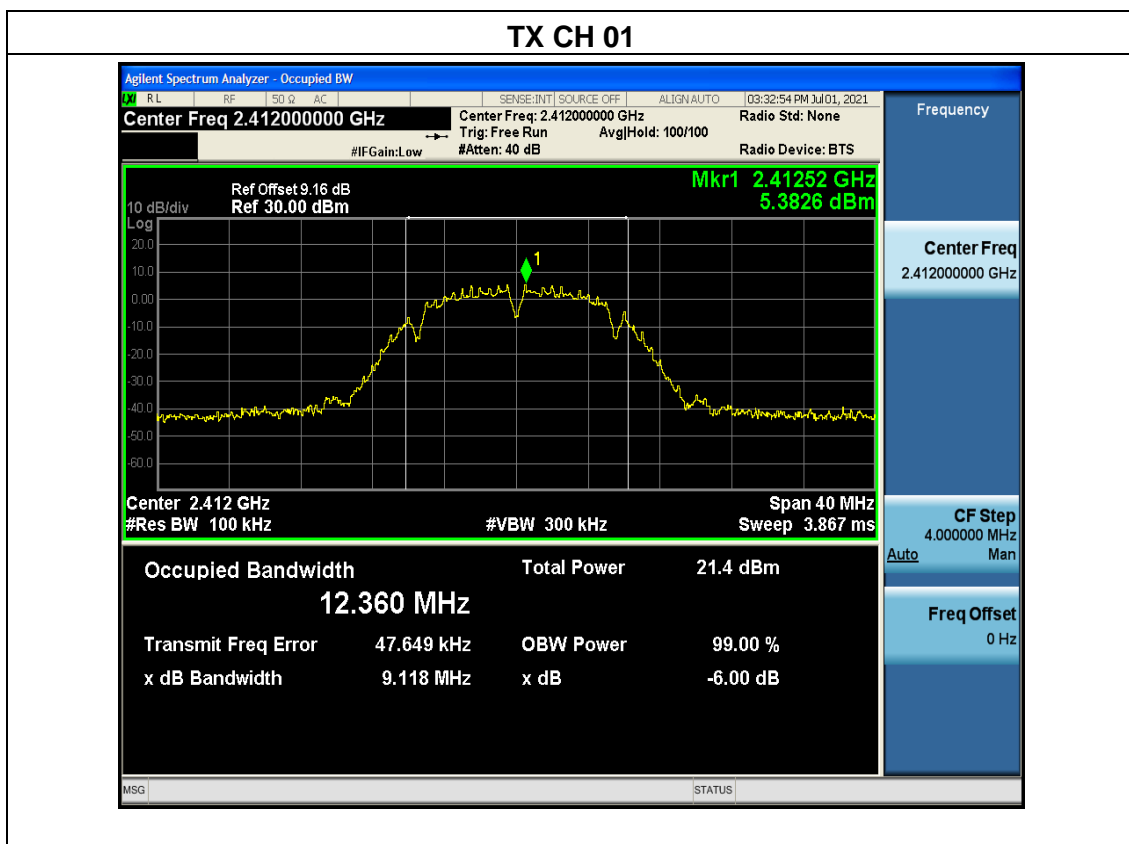 TX CH 01
Agilent Spectrum Analyzer - Occupied BW
LXI RL RF 50 Ω AC SENSE:INT SOURCE OFF ALIGN AUTO 03:32:54 PM Jul 01, 2021
Center Freq 2.412000000 GHz
Center Freq: 2.412000000 GHz
Radio Std: None
Trig: Free Run Avg|Hold: 100/100
#IFGain:Low #Atten: 40 dB Radio Device: BTS
Frequency
Mkr1 2.41252 GHz
5.3826 dBm
Ref Offset 9.16 dB
10 dB/div Ref 30.00 dBm
Log
20.0
10.0
0.00
-10.0
-20.0
-30.0
-40.0
-50.0
-60.0
1
Center Freq
2.412000000 GHz
Center 2.412 GHz Span 40 MHz
#Res BW 100 kHz #VBW 300 kHz Sweep 3.867 ms
CF Step
4.000000 MHz
Auto Man
Occupied Bandwidth Total Power 21.4 dBm
12.360 MHz
Transmit Freq Error 47.649 kHz OBW Power 99.00 %
x dB Bandwidth 9.118 MHz x dB -6.00 dB
Freq Offset
0 Hz
MSG STATUS